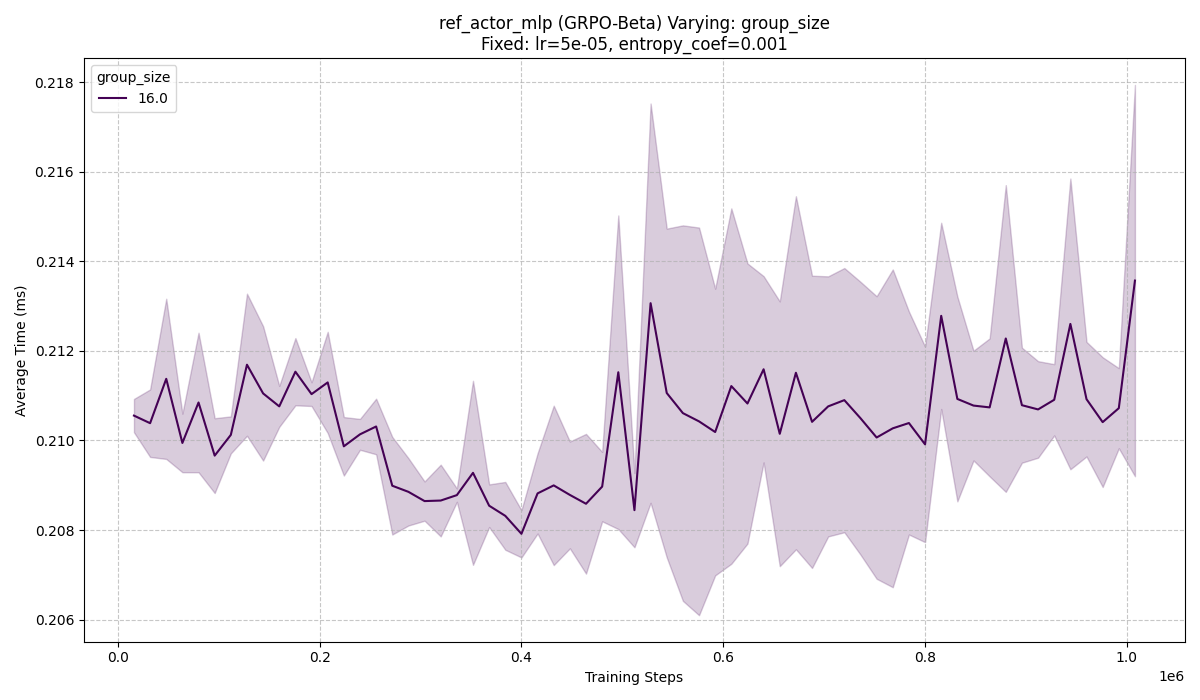 ref_actor_mlp (GRPO-Beta) Varying: group_size
Fixed: lr=5e-05, entropy_coef=0.001
group_size
16.0
Average Time (ms)
0.218
0.216
0.214
0.212
0.210
0.208
0.206
0.0
0.2
0.4
0.6
0.8
1.0
1e6
Training Steps